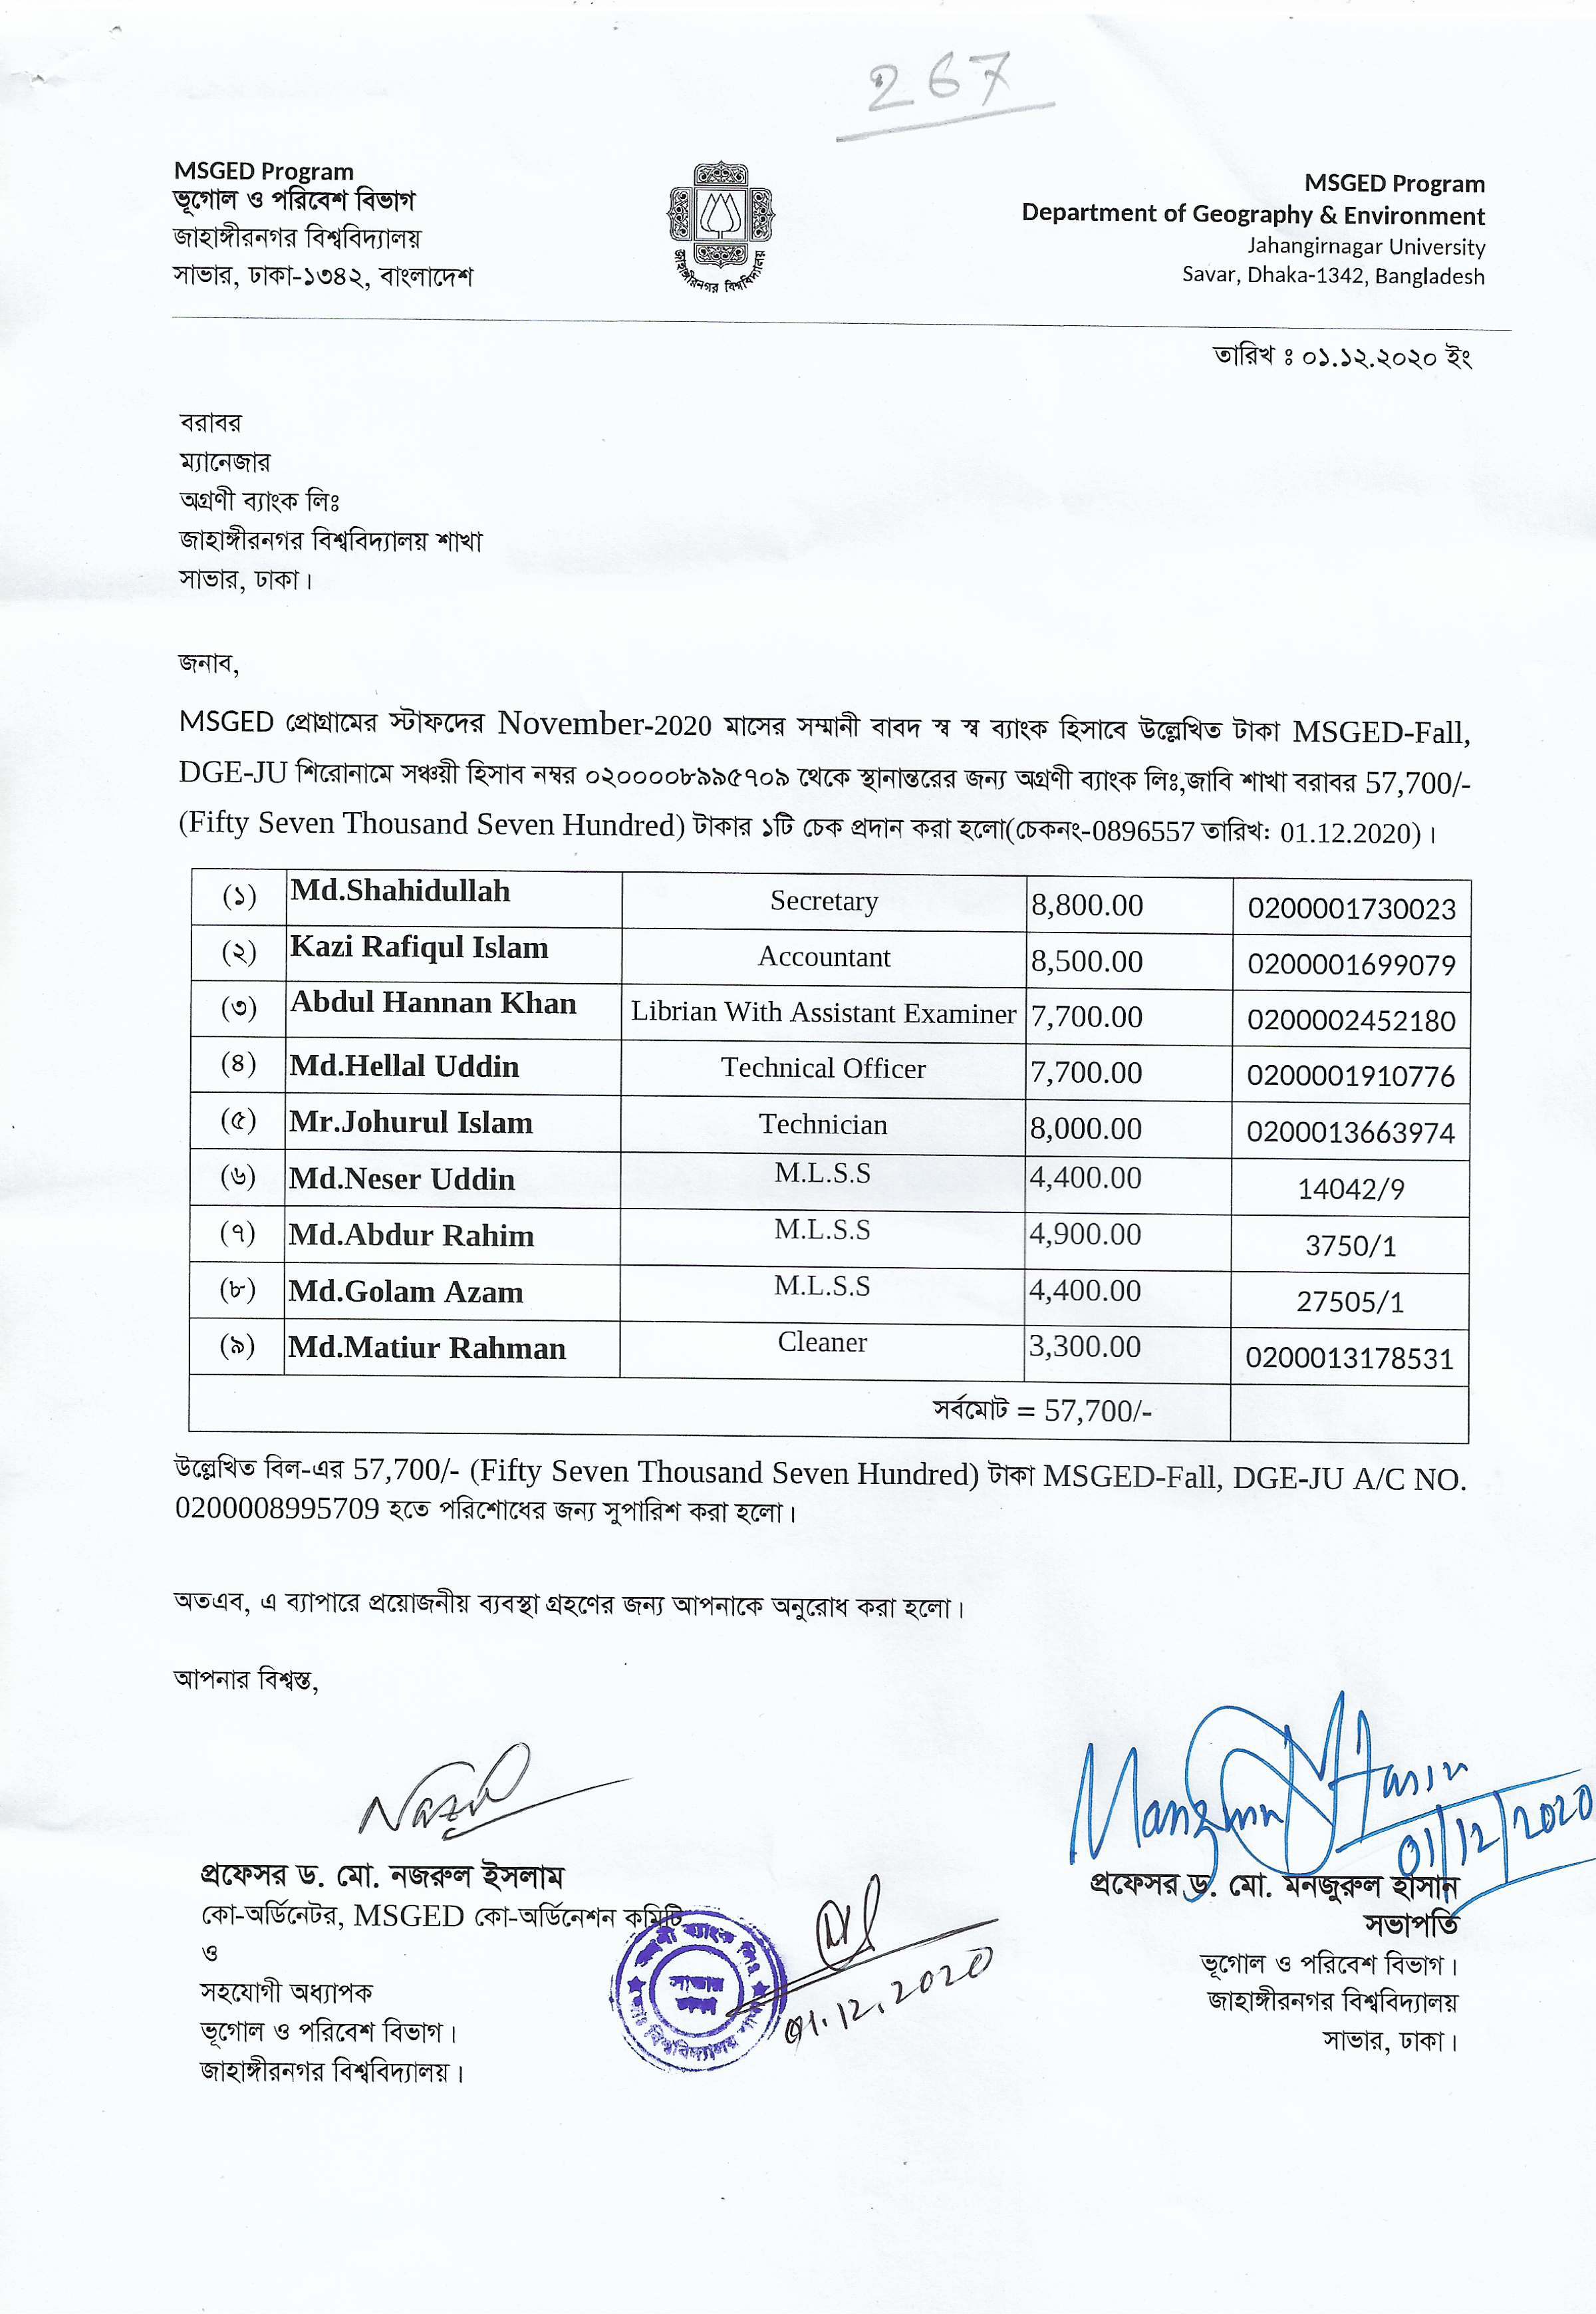 267
MSGED Program
ভূগোল ও পরিবেশ বিভাগ
জাহাঙ্গীরনগর বিশ্ববিদ্যালয়
সাভার, ঢাকা-১৩৪২, বাংলাদেশ
জাহাঙ্গীরনগর বিশ্ববিদ্যালয়
MSGED Program
Department of Geography & Environment
Jahangirnagar University
Savar, Dhaka-1342, Bangladesh
তারিখ ঃ ০১.১২.২০২০ ইং
বরাবর
ম্যানেজার
অগ্রণী ব্যাংক লিঃ
জাহাঙ্গীরনগর বিশ্ববিদ্যালয় শাখা
সাভার, ঢাকা।
জনাব,
MSGED প্রোগ্রামের স্টাফদের November-2020 মাসের সম্মানী বাবদ স্ব স্ব ব্যাংক হিসাবে উল্লেখিত টাকা MSGED-Fall,
DGE-JU শিরোনামে সঞ্চয়ী হিসাব নম্বর ০২০০০০৮৯৯৫৭০৯ থেকে স্থানান্তরের জন্য অগ্রণী ব্যাংক লিঃ,জাবি শাখা বরাবর 57,700/-
(Fifty Seven Thousand Seven Hundred) টাকার ১টি চেক প্রদান করা হলো(চেকনং-0896557 তারিখঃ 01.12.2020)।
(১) Md.Shahidullah Secretary 8,800.00 0200001730023
(২) Kazi Rafiqul Islam Accountant 8,500.00 0200001699079
(৩) Abdul Hannan Khan Librian With Assistant Examiner 7,700.00 0200002452180
(৪) Md.Hellal Uddin Technical Officer 7,700.00 0200001910776
(৫) Mr.Johurul Islam Technician 8,000.00 0200013663974
(৬) Md.Neser Uddin M.L.S.S 4,400.00 14042/9
(৭) Md.Abdur Rahim M.L.S.S 4,900.00 3750/1
(৮) Md.Golam Azam M.L.S.S 4,400.00 27505/1
(৯) Md.Matiur Rahman Cleaner 3,300.00 0200013178531
সর্বমোট = 57,700/-
উল্লেখিত বিল-এর 57,700/- (Fifty Seven Thousand Seven Hundred) টাকা MSGED-Fall, DGE-JU A/C NO.
0200008995709 হতে পরিশোধের জন্য সুপারিশ করা হলো।
অতএব, এ ব্যাপারে প্রয়োজনীয় ব্যবস্থা গ্রহণের জন্য আপনাকে অনুরোধ করা হলো।
আপনার বিশ্বস্ত,
প্রফেসর ড. মো. নজরুল ইসলাম
কো-অর্ডিনেটর, MSGED কো-অর্ডিনেশন কমিটি
ও
সহযোগী অধ্যাপক
ভূগোল ও পরিবেশ বিভাগ।
জাহাঙ্গীরনগর বিশ্ববিদ্যালয়।
অগ্রণী ব্যাংক লিঃ
সাভার
ঢাকা
বিশ্ববিদ্যালয় শাখা
01.12.2020
01/12/2020
প্রফেসর ড. মো. মনজুরুল হাসান
সভাপতি
ভূগোল ও পরিবেশ বিভাগ।
জাহাঙ্গীরনগর বিশ্ববিদ্যালয়
সাভার, ঢাকা।